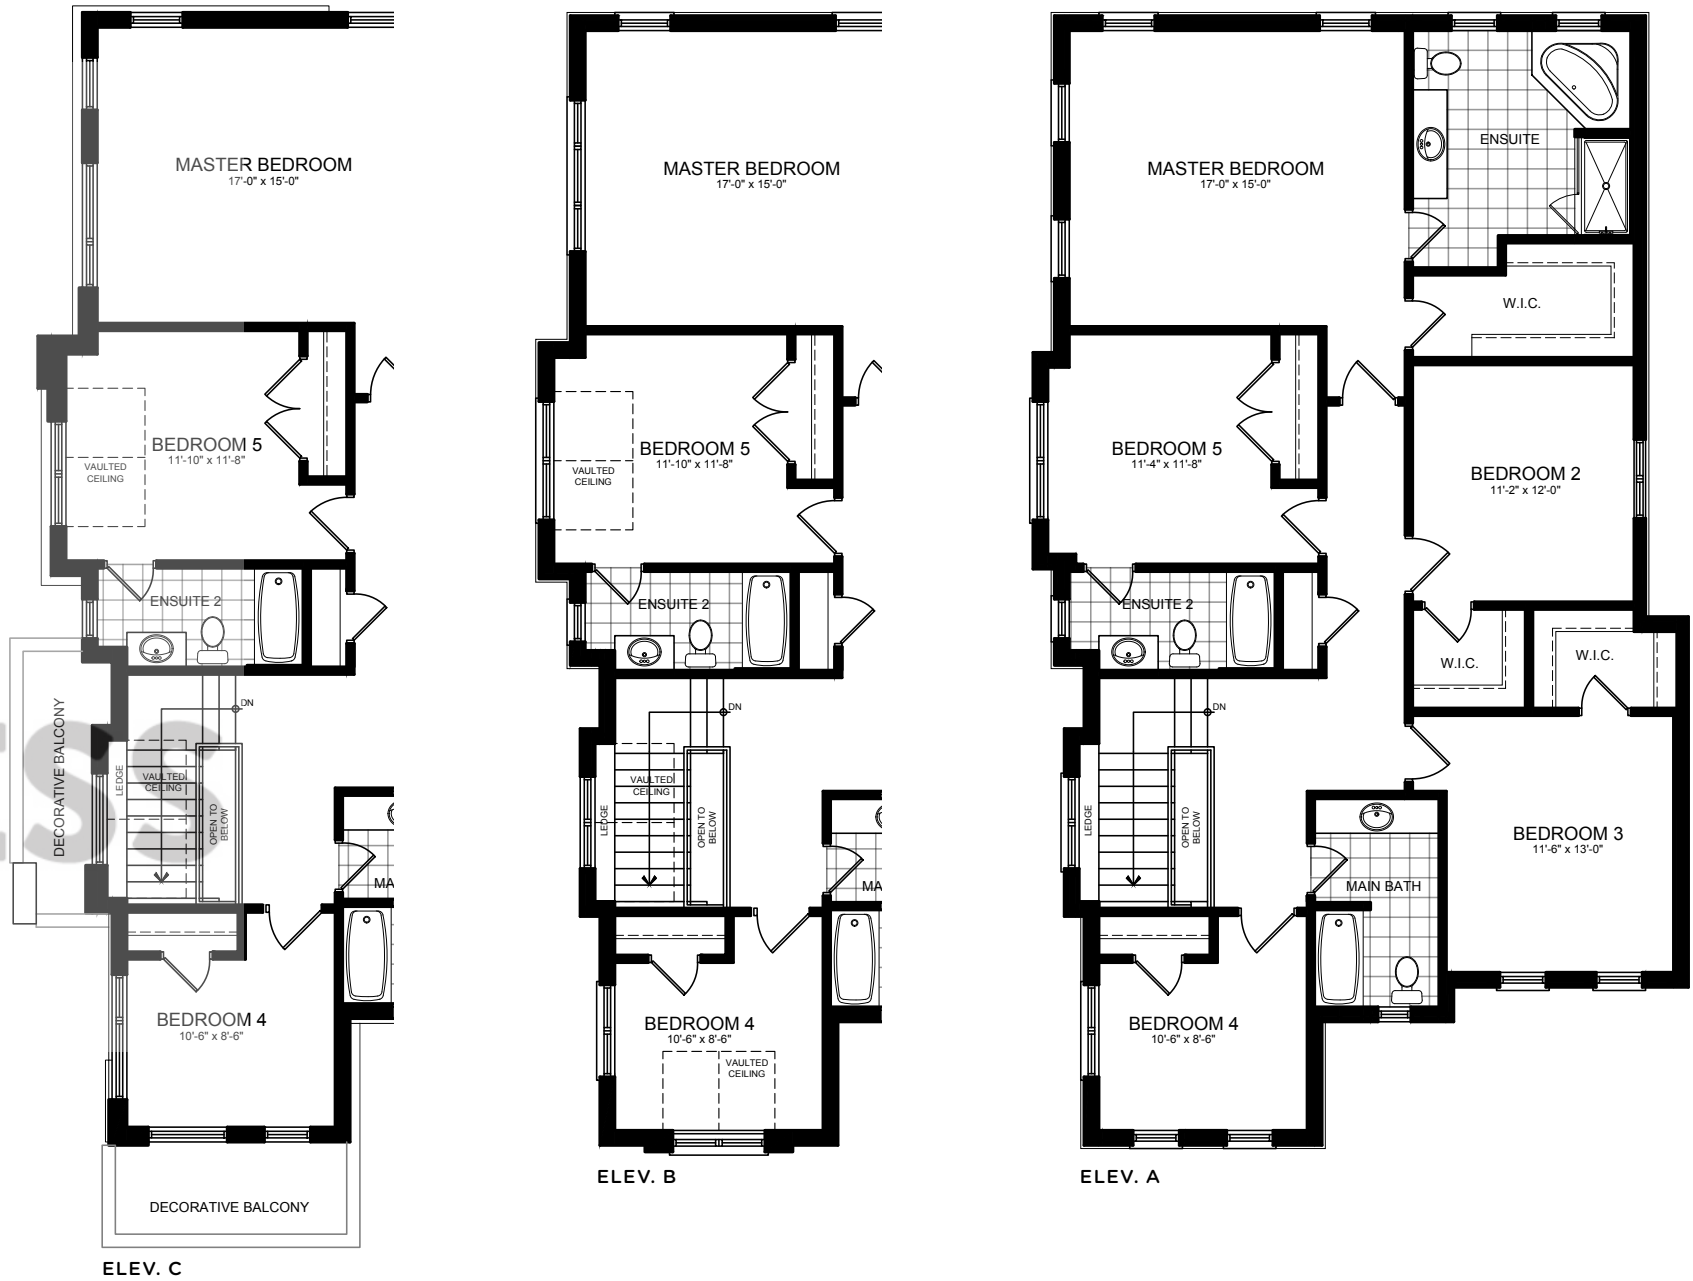 MASTER BEDROOM
17'-0" x 15'-0"
BEDROOM 5
11'-10" x 11'-8"
VAULTED
CEILING
ENSUITE 2
DN
DECORATIVE BALCONY
LEDGE
VAULTED
CEILING
OPEN TO
BELOW
MA
BEDROOM 4
10'-6" x 8'-6"
DECORATIVE BALCONY
ELEV. C
ESS
MASTER BEDROOM
17'-0" x 15'-0"
BEDROOM 5
11'-10" x 11'-8"
VAULTED
CEILING
ENSUITE 2
DN
LEDGE
VAULTED
CEILING
OPEN TO
BELOW
MA
BEDROOM 4
10'-6" x 8'-6"
VAULTED
CEILING
ELEV. B
MASTER BEDROOM
17'-0" x 15'-0"
ENSUITE
W.I.C.
BEDROOM 5
11'-4" x 11'-8"
BEDROOM 2
11'-2" x 12'-0"
ENSUITE 2
W.I.C.
W.I.C.
DN
LEDGE
OPEN TO
BELOW
BEDROOM 3
11'-6" x 13'-0"
MAIN BATH
BEDROOM 4
10'-6" x 8'-6"
ELEV. A